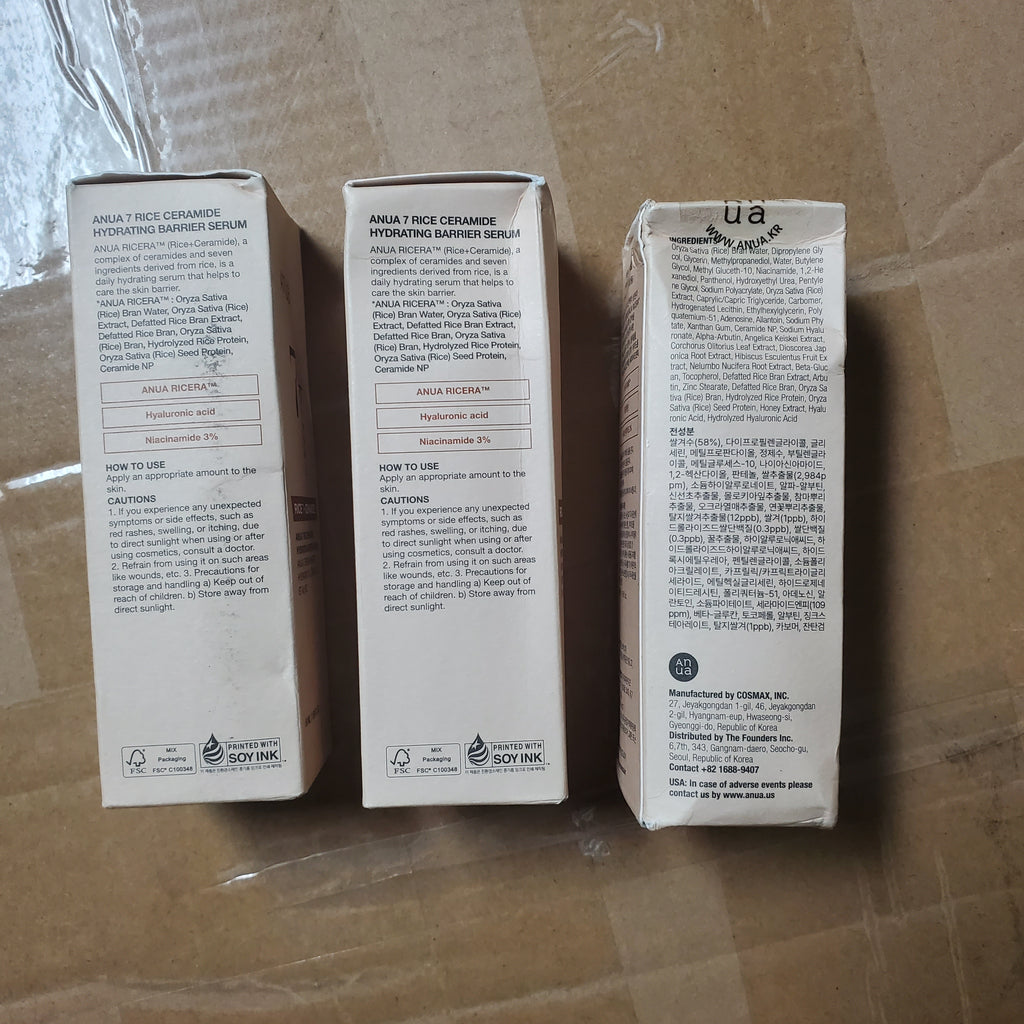 ANUA 7 RICE CERAMIDE
HYDRATING BARRIER SERUM
ANUA RICERA™ (Rice+Ceramide), a
complex of ceramides and seven
ingredients derived from rice, is a
daily hydrating serum that helps to
care the skin barrier.
*ANUA RICERA™ : Oryza Sativa
(Rice) Bran Water, Oryza Sativa (Rice)
Extract, Defatted Rice Bran Extract,
Defatted Rice Bran, Oryza Sativa
(Rice) Bran, Hydrolyzed Rice Protein,
Oryza Sativa (Rice) Seed Protein,
Ceramide NP
ANUA RICERA™
Hyaluronic acid
Niacinamide 3%
HOW TO USE
Apply an appropriate amount to the
skin.
CAUTIONS
1. If you experience any unexpected
symptoms or side effects, such as
red rashes, swelling, or itching, due
to direct sunlight when using or after
using cosmetics, consult a doctor.
2. Refrain from using it on such areas
like wounds, etc. 3. Precautions for
storage and handling a) Keep out of
reach of children. b) Store away from
direct sunlight.
FSC
MIX
Packaging
FSC® C100348
PRINTED WITH
SOY INK
ANUA 7 RICE CERAMIDE
HYDRATING BARRIER SERUM
ANUA RICERA™ (Rice+Ceramide), a
complex of ceramides and seven
ingredients derived from rice, is a
daily hydrating serum that helps to
care the skin barrier.
*ANUA RICERA™ : Oryza Sativa
(Rice) Bran Water, Oryza Sativa (Rice)
Extract, Defatted Rice Bran Extract,
Defatted Rice Bran, Oryza Sativa
(Rice) Bran, Hydrolyzed Rice Protein,
Oryza Sativa (Rice) Seed Protein,
Ceramide NP
ANUA RICERA™
Hyaluronic acid
Niacinamide 3%
HOW TO USE
Apply an appropriate amount to the
skin.
CAUTIONS
1. If you experience any unexpected
symptoms or side effects, such as
red rashes, swelling, or itching, due
to direct sunlight when using or after
using cosmetics, consult a doctor.
2. Refrain from using it on such areas
like wounds, etc. 3. Precautions for
storage and handling a) Keep out of
reach of children. b) Store away from
direct sunlight.
FSC
MIX
Packaging
FSC® C100348
PRINTED WITH
SOY INK
ua
WWW.ANUA.KR
INGREDIENTS
Oryza Sativa (Rice) Bran Water, Dipropylene Gly
col, Glycerin, Methylpropanediol, Water, Butylene
Glycol, Methyl Gluceth-10, Niacinamide, 1,2-He
xanediol, Panthenol, Hydroxyethyl Urea, Pentyle
ne Glycol, Sodium Polyacrylate, Oryza Sativa (Rice)
Extract, Caprylic/Capric Triglyceride, Carbomer,
Hydrogenated Lecithin, Ethylhexylglycerin, Poly
quaternium-51, Adenosine, Allantoin, Sodium Phy
tate, Xanthan Gum, Ceramide NP, Sodium Hyalu
ronate, Alpha-Arbutin, Angelica Keiskei Extract,
Corchorus Olitorius Leaf Extract, Dioscorea Jap
onica Root Extract, Hibiscus Esculentus Fruit Ex
tract, Nelumbo Nucifera Root Extract, Beta-Gluc
an, Tocopherol, Defatted Rice Bran Extract, Arbu
tin, Zinc Stearate, Defatted Rice Bran, Oryza Sa
tiva (Rice) Bran, Hydrolyzed Rice Protein, Oryza
Sativa (Rice) Seed Protein, Honey Extract, Hyalu
ronic Acid, Hydrolyzed Hyaluronic Acid
전성분
쌀겨수(58%), 다이프로필렌글라이콜, 글리
세린, 메틸프로판다이올, 정제수, 부틸렌글라
이콜, 메틸글루세스-10, 나이아신아마이드,
1,2-헥산다이올, 판테놀, 쌀추출물(2,984p
pm), 소듐하이알루로네이트, 알파-알부틴,
신선초추출물, 몰로키아잎추출물, 참마뿌리
추출물, 오크라열매추출물, 연꽃뿌리추출물,
탈지쌀겨추출물(12ppb), 쌀겨(1ppb), 하이
드롤라이즈드쌀단백질(0.3ppb), 쌀단백질
(0.3ppb), 꿀추출물, 하이알루로닉애씨드, 하이
드롤라이즈드하이알루로닉애씨드, 하이드
록시에틸우레아, 펜틸렌글라이콜, 소듐폴리
아크릴레이트, 카프릴릭/카프릭트라이글리
세라이드, 에틸헥실글리세린, 하이드로제네
이티드레시틴, 폴리쿼터늄-51, 아데노신, 알
란토인, 소듐파이테이트, 세라마이드엔피(109
ppm), 베타-글루칸, 토코페롤, 알부틴, 징크스
테아레이트, 탈지쌀겨(1ppb), 카보머, 잔탄검
An
ua
Manufactured by COSMAX, INC.
27, Jeyakgongdan 1-gil, 46, Jeyakgongdan
2-gil, Hyangnam-eup, Hwaseong-si,
Gyeonggi-do, Republic of Korea
Distributed by The Founders Inc.
6,7th, 343, Gangnam-daero, Seocho-gu,
Seoul, Republic of Korea
Contact +82 1688-9407
USA: In case of adverse events please
contact us by www.anua.us